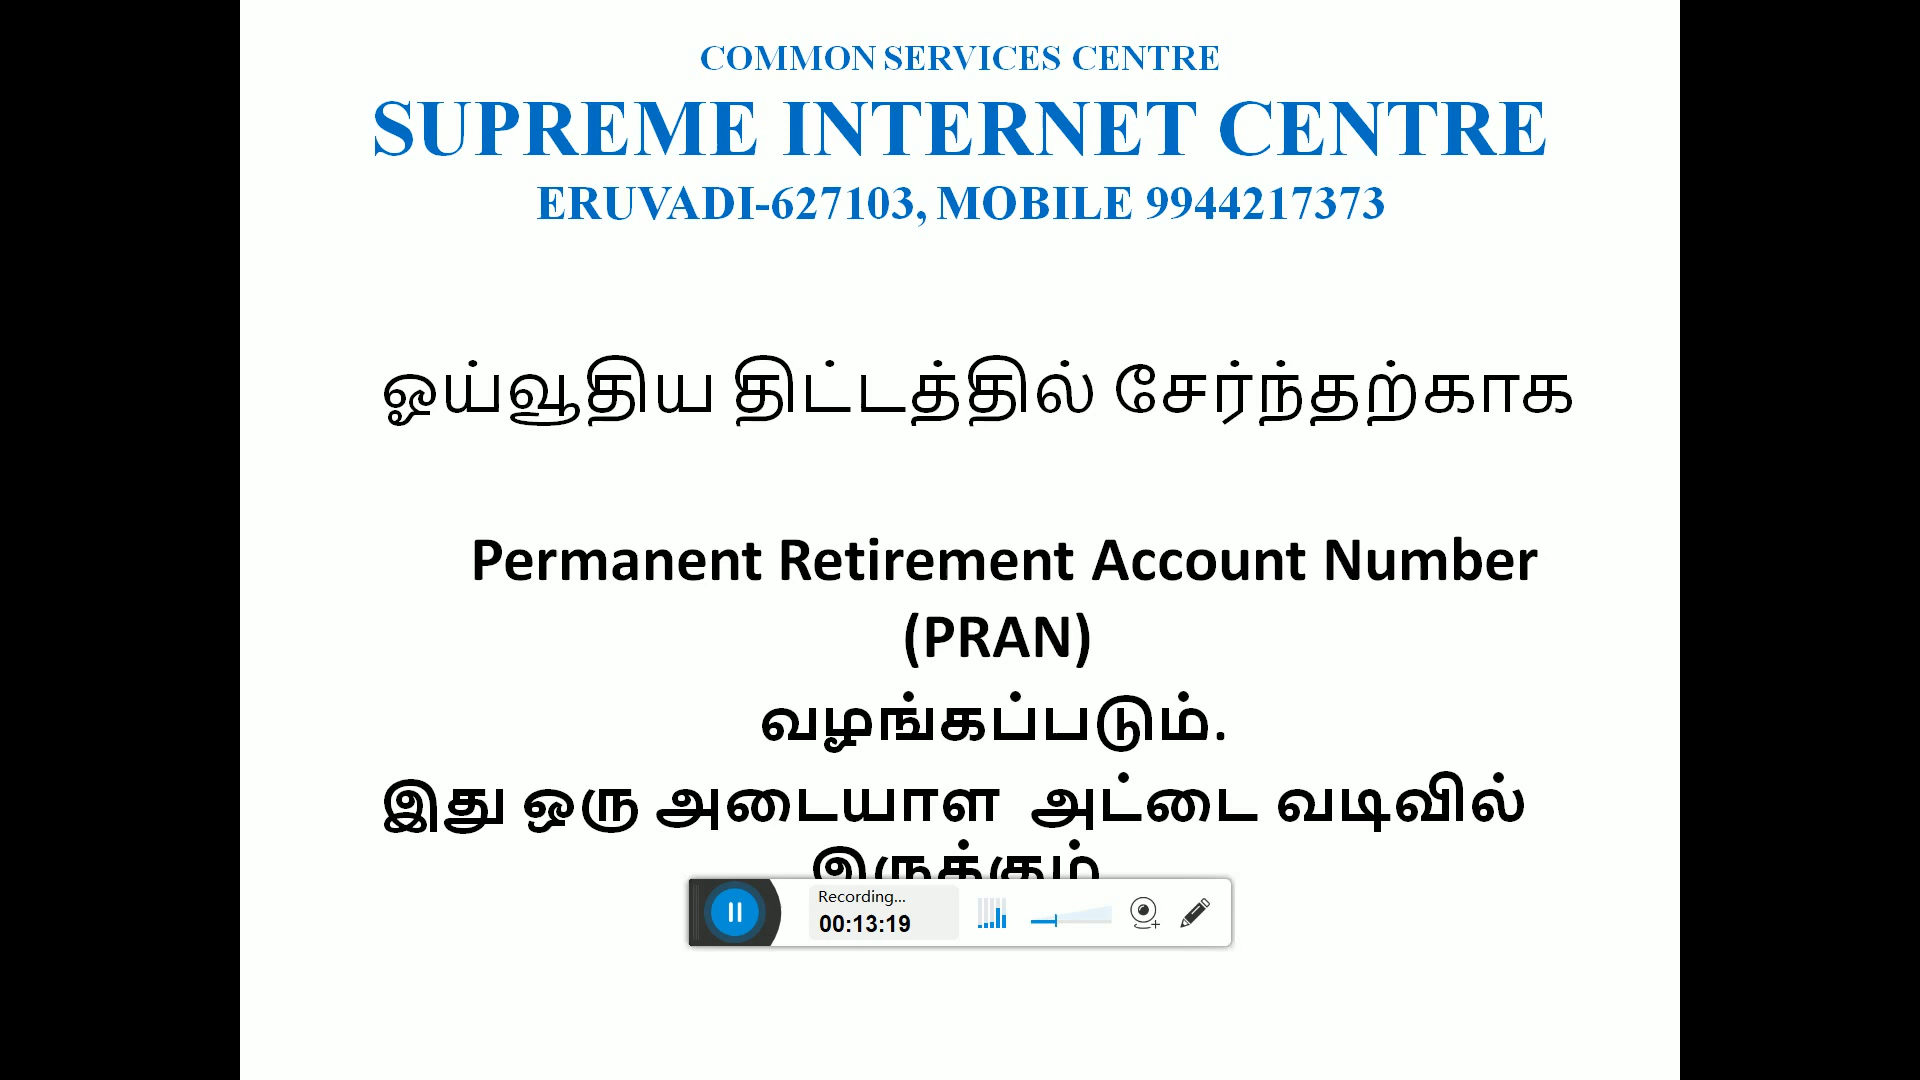 COMMON SERVICES CENTRE
SUPREME INTERNET CENTRE
ERUVADI-627103, MOBILE 9944217373
ஓய்வூதிய திட்டத்தில் சேர்ந்தற்காக
Permanent Retirement Account Number
(PRAN)
வழங்கப்படும்.
இது ஒரு அடையாள அட்டை வடிவில்
இருக்கும்
Recording...
00:13:19